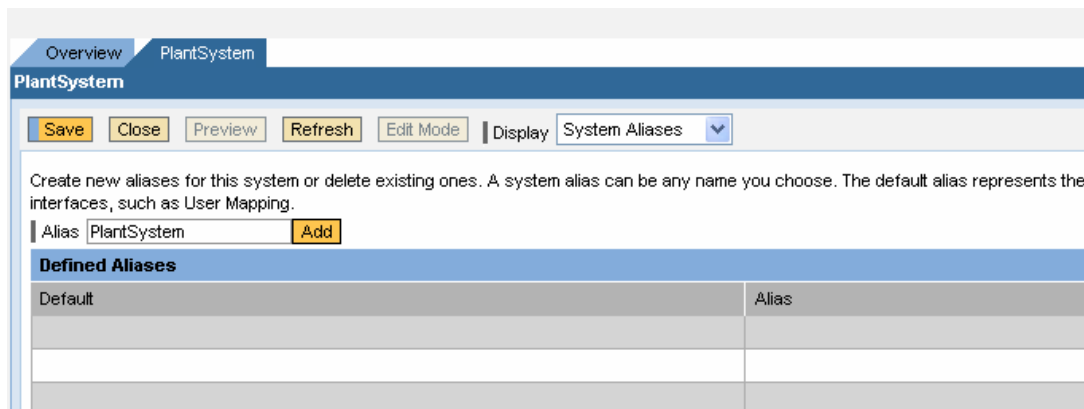 Overview PlantSystem
PlantSystem
Save Close Preview Refresh Edit Mode Display System Aliases
Create new aliases for this system or delete existing ones. A system alias can be any name you choose. The default alias represents the
interfaces, such as User Mapping.
Alias PlantSystem Add
Defined Aliases
Default Alias